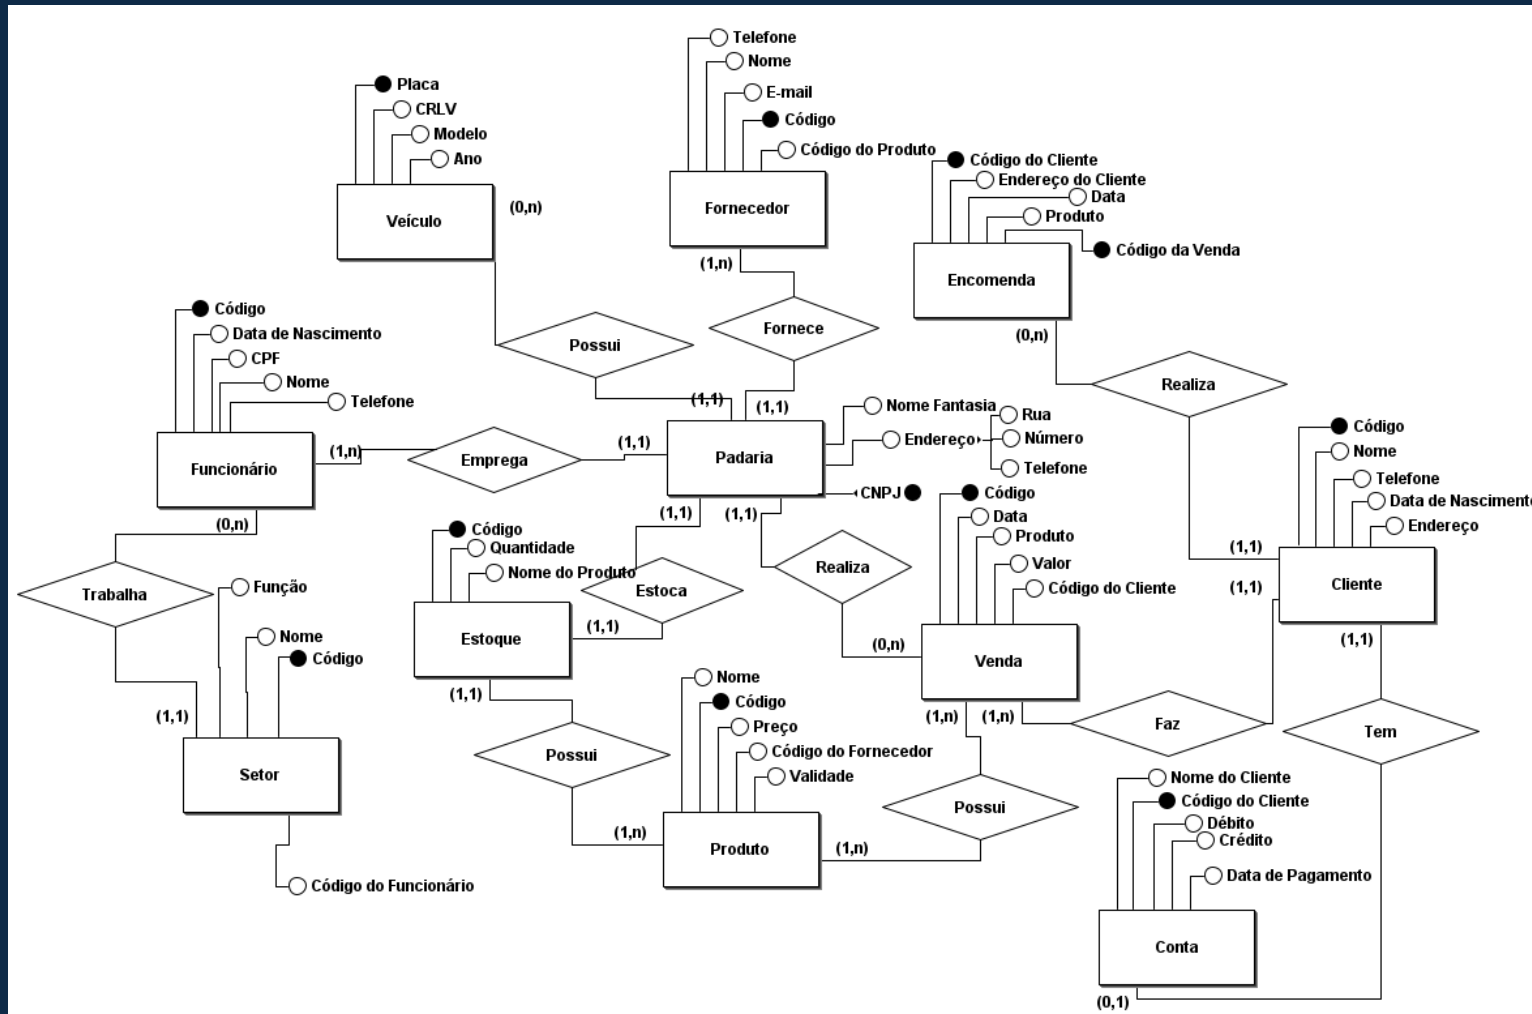 Telefone
Nome
E-mail
Código
Código do Produto
Fornecedor
(1,n)
Placa
CRLV
Modelo
Ano
Veículo
(0,n)
Código do Cliente
Endereço do Cliente
Data
Produto
Código da Venda
Encomenda
(0,n)
Fornece
Possui
Realiza
Código
Data de Nascimento
CPF
Nome
Telefone
Funcionário
(1,n)
(0,n)
Emprega
(1,1)
(1,1)
(1,1)
Padaria
(1,1)
(1,1)
Nome Fantasia
Endereço
Rua
Número
Telefone
CNPJ
Código
Nome
Telefone
Data de Nascimento
Endereço
Cliente
(1,1)
(1,1)
(1,1)
Código
Quantidade
Nome do Produto
Estoque
(1,1)
(1,1)
Estoca
Realiza
Código
Data
Produto
Valor
Código do Cliente
Venda
(0,n)
(1,n)
(1,n)
Trabalha
Função
Nome
Código
(1,1)
Setor
Código do Funcionário
Possui
Nome
Código
Preço
Código do Fornecedor
Validade
Produto
(1,n)
(1,n)
Possui
Faz
Tem
Nome do Cliente
Código do Cliente
Débito
Crédito
Data de Pagamento
Conta
(0,1)